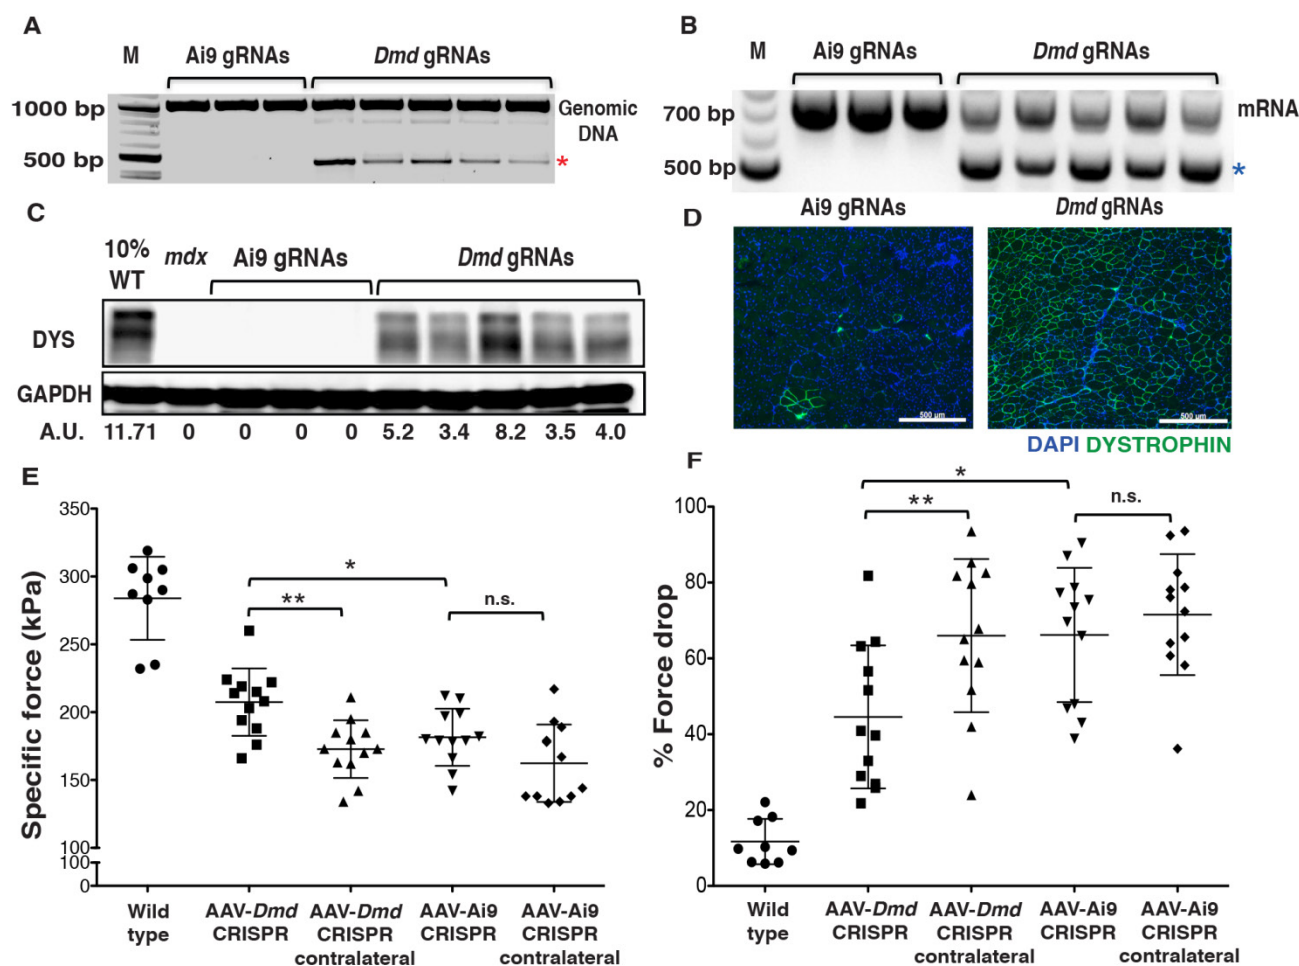 A
M
Ai9 gRNAs
Dmd gRNAs
1000 bp
500 bp
Genomic
DNA
*
B
M
Ai9 gRNAs
Dmd gRNAs
700 bp
500 bp
mRNA
*
C
10%
WT
mdx
Ai9 gRNAs
Dmd gRNAs
DYS
GAPDH
A.U. 11.71 0 0 0 0 5.2 3.4 8.2 3.5 4.0
D
Ai9 gRNAs
Dmd gRNAs
500 µm
500 µm
DAPI DYSTROPHIN
E
Specific force (kPa)
350
300
250
200
150
100
100
0
*
**
n.s.
Wild
type
AAV-Dmd
CRISPR
AAV-Dmd
CRISPR
contralateral
AAV-Ai9
CRISPR
AAV-Ai9
CRISPR
contralateral
F
% Force drop
100
80
60
40
20
0
*
**
n.s.
Wild
type
AAV-Dmd
CRISPR
AAV-Dmd
CRISPR
contralateral
AAV-Ai9
CRISPR
AAV-Ai9
CRISPR
contralateral